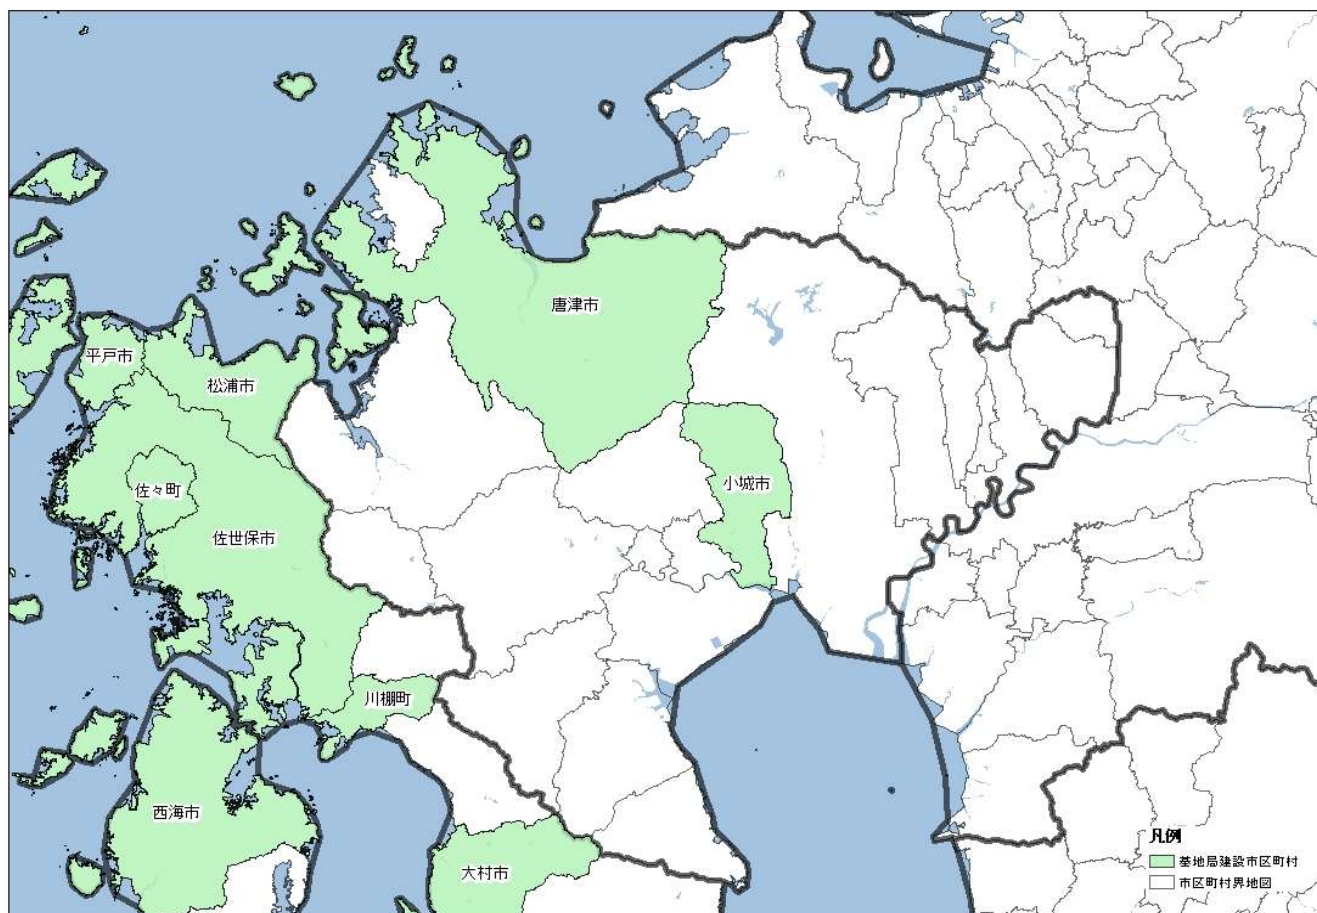 唐津市
平戸市
松浦市
小城市
佐々町
佐世保市
川棚町
西海市
大村市
凡例
基地局建設市区町村
市区町村界地図